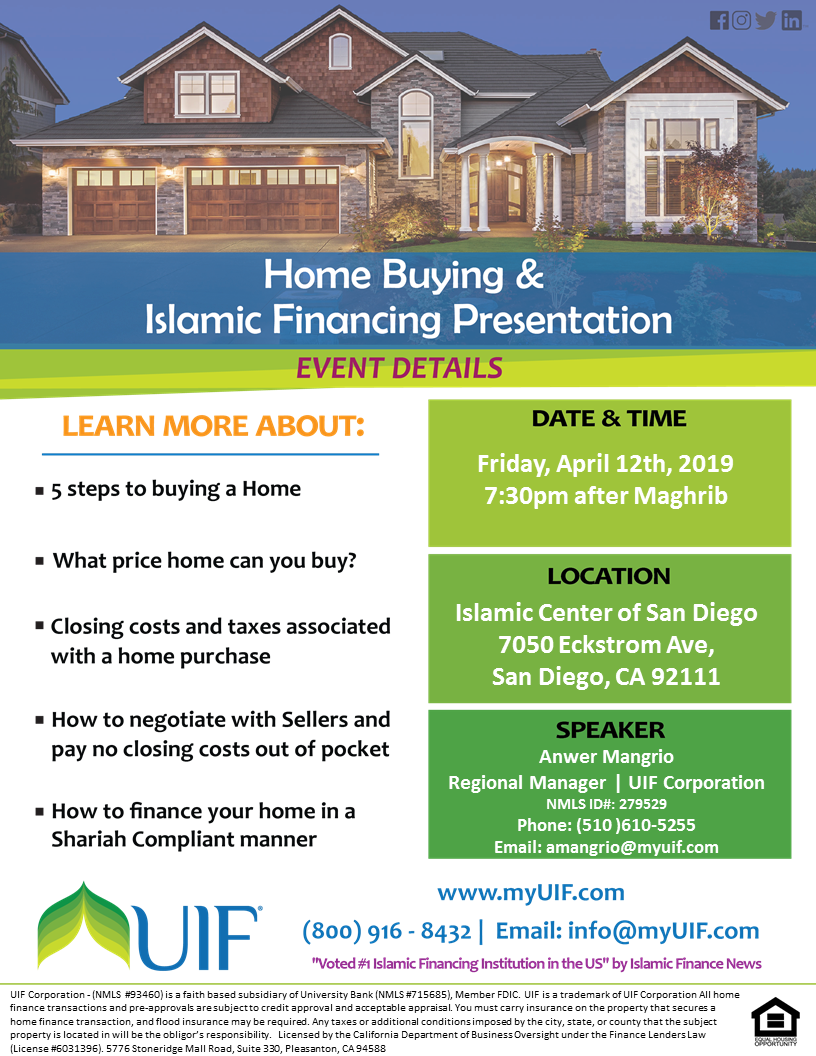 Home Buying &
Islamic Financing Presentation
EVENT DETAILS
LEARN MORE ABOUT:
▪ 5 steps to buying a Home
▪ What price home can you buy?
▪ Closing costs and taxes associated
with a home purchase
▪ How to negotiate with Sellers and
pay no closing costs out of pocket
▪ How to finance your home in a
Shariah Compliant manner
DATE & TIME
Friday, April 12th, 2019
7:30pm after Maghrib
LOCATION
Islamic Center of San Diego
7050 Eckstrom Ave,
San Diego, CA 92111
SPEAKER
Anwer Mangrio
Regional Manager | UIF Corporation
NMLS ID#: 279529
Phone: (510 )610-5255
Email: amangrio@myuif.com
UIF®
www.myUIF.com
(800) 916 - 8432 | Email: info@myUIF.com
"Voted #1 Islamic Financing Institution in the US" by Islamic Finance News
UIF Corporation - (NMLS #93460) is a faith based subsidiary of University Bank (NMLS #715685), Member FDIC. UIF is a trademark of UIF Corporation All home
finance transactions and pre-approvals are subject to credit approval and acceptable appraisal. You must carry insurance on the property that secures a
home finance transaction, and flood insurance may be required. Any taxes or additional conditions imposed by the city, state, or county that the subject
property is located in will be the obligor's responsibility. Licensed by the California Department of Business Oversight under the Finance Lenders Law
(License #6031396). 5776 Stoneridge Mall Road, Suite 330, Pleasanton, CA 94588
EQUAL HOUSING
OPPORTUNITY